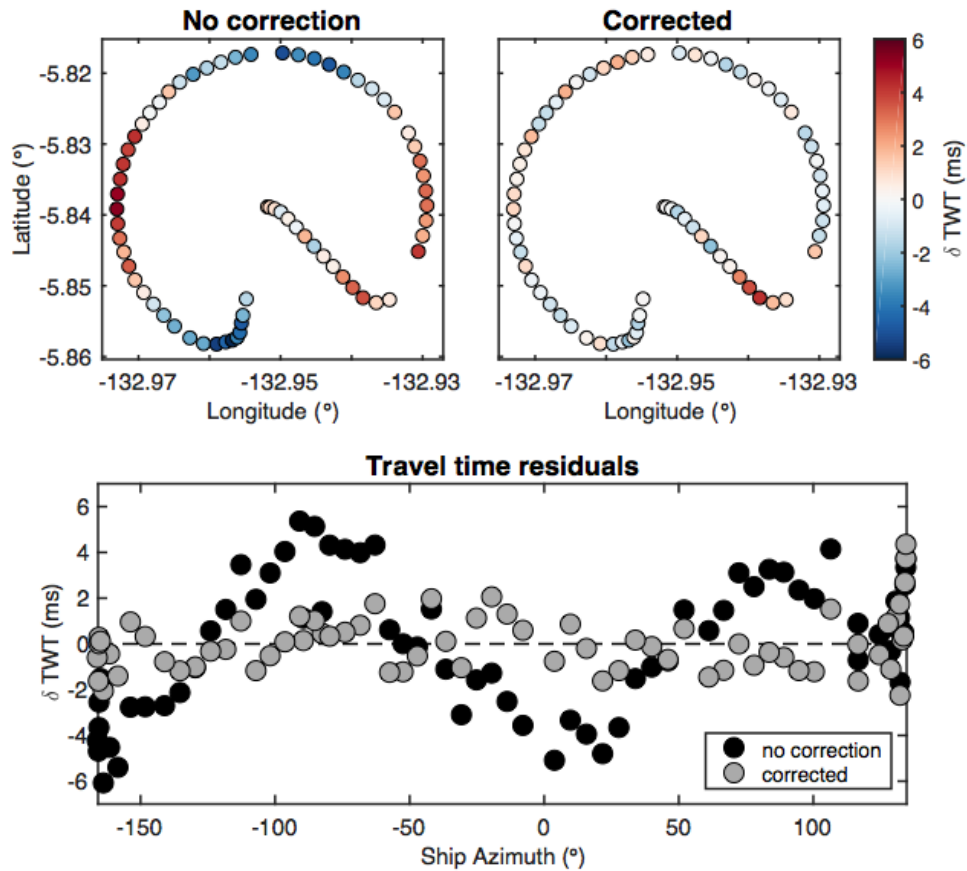 No correction
Corrected
-5.82
-5.83
-5.84
-5.85
-5.86
Latitude (°)
-132.97
-132.95
-132.93
Longitude (°)
-132.97
-132.95
-132.93
Longitude (°)
6
4
2
0
-2
-4
-6
δ TWT (ms)
Travel time residuals
6
4
2
0
-2
-4
-6
δ TWT (ms)
-150
-100
-50
0
50
100
Ship Azimuth (°)
no correction
corrected